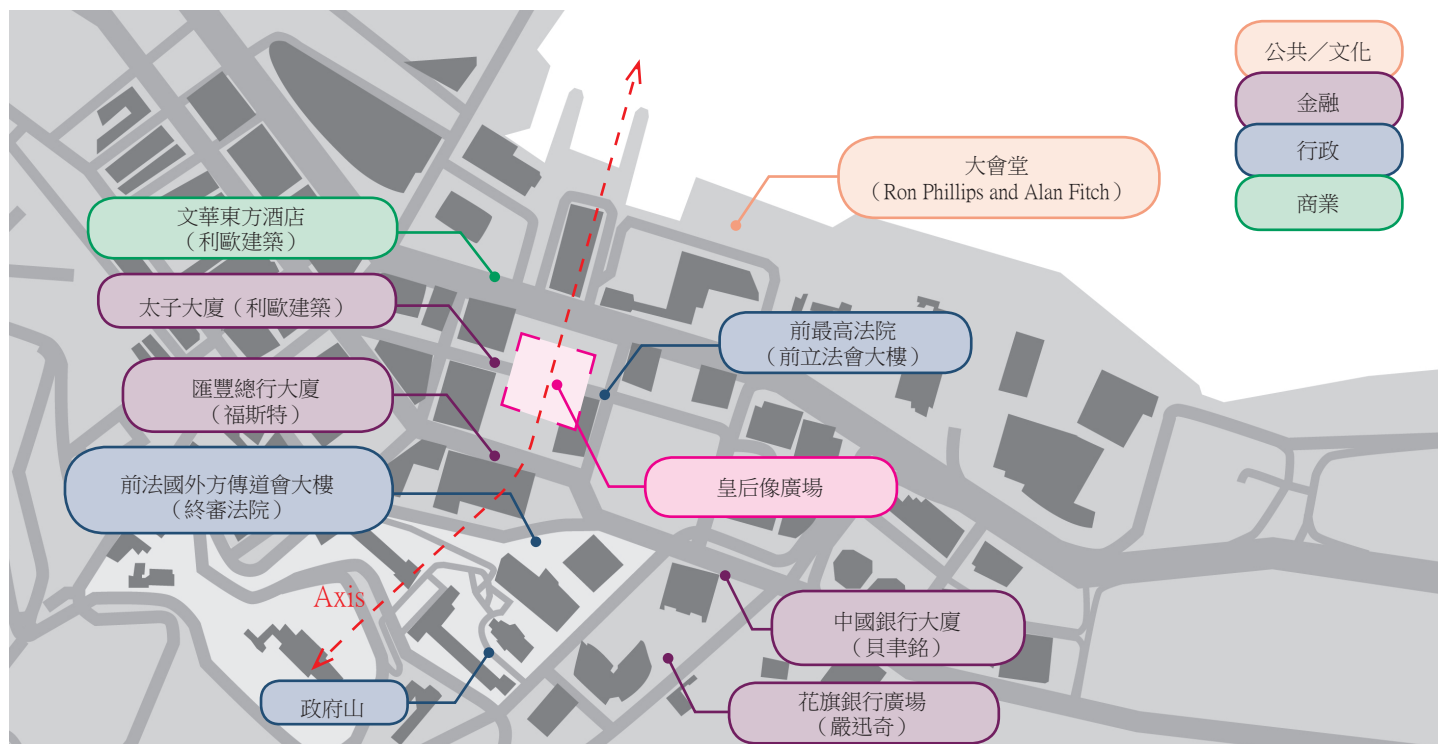 公共／文化
金融
行政
商業
大會堂
（Ron Phillips and Alan Fitch）
文華東方酒店
（利歐建築）
太子大廈（利歐建築）
前最高法院
（前立法會大樓）
匯豐總行大廈
（福斯特）
前法國外方傳道會大樓
（終審法院）
皇后像廣場
Axis
中國銀行大廈
（貝聿銘）
政府山
花旗銀行廣場
（嚴迅奇）